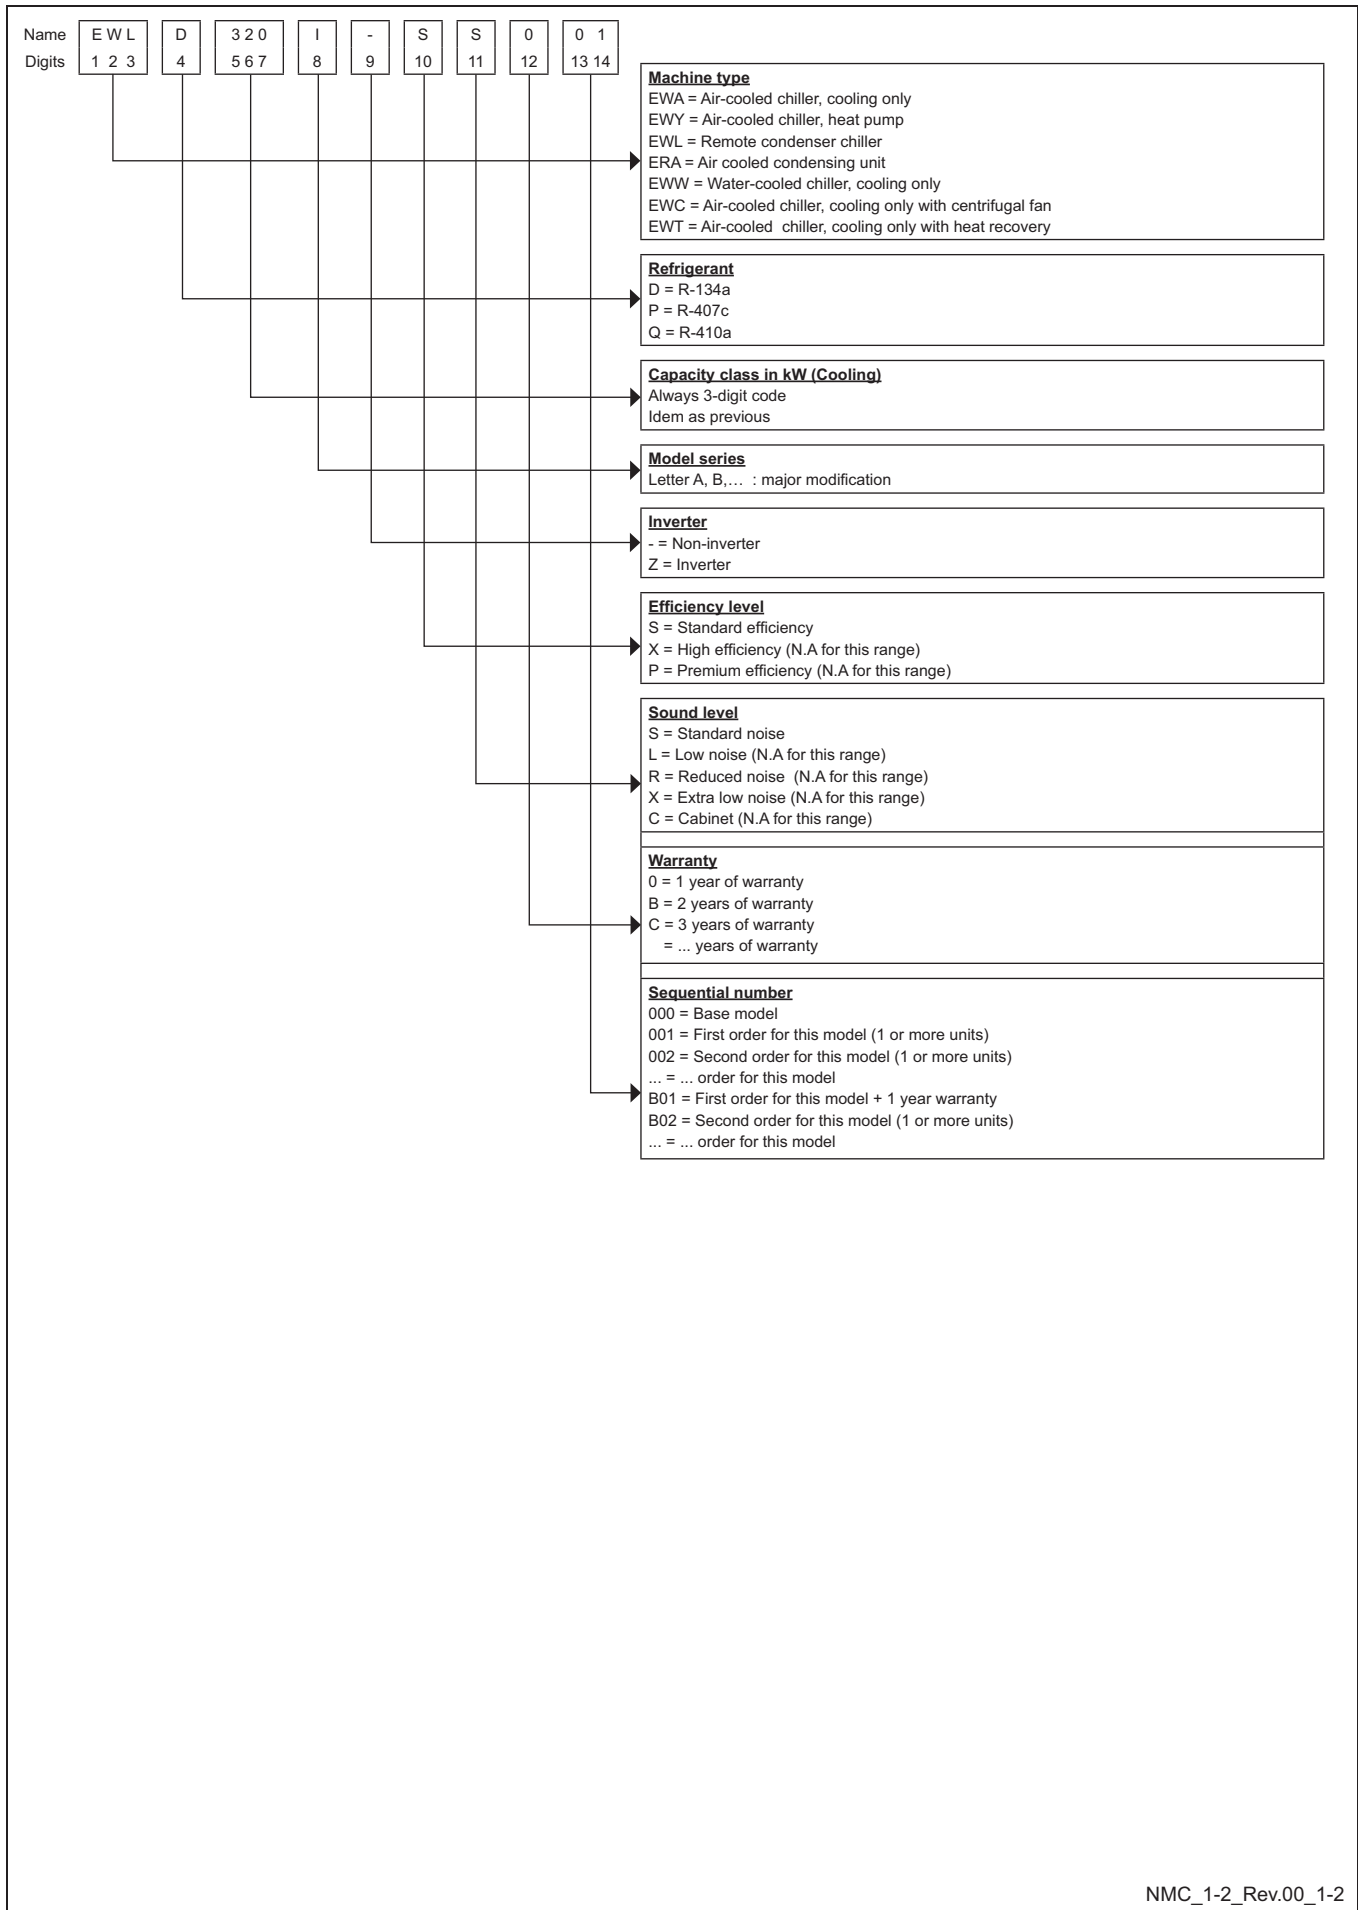 Name E W L D 3 2 0 I - S S 0 0 1
Digits 1 2 3 4 5 6 7 8 9 10 11 12 13 14
Machine type
EWA = Air-cooled chiller, cooling only
EWY = Air-cooled chiller, heat pump
EWL = Remote condenser chiller
ERA = Air cooled condensing unit
EWW = Water-cooled chiller, cooling only
EWC = Air-cooled chiller, cooling only with centrifugal fan
EWT = Air-cooled chiller, cooling only with heat recovery
Refrigerant
D = R-134a
P = R-407c
Q = R-410a
Capacity class in kW (Cooling)
Always 3-digit code
Idem as previous
Model series
Letter A, B,… : major modification
Inverter
- = Non-inverter
Z = Inverter
Efficiency level
S = Standard efficiency
X = High efficiency (N.A for this range)
P = Premium efficiency (N.A for this range)
Sound level
S = Standard noise
L = Low noise (N.A for this range)
R = Reduced noise (N.A for this range)
X = Extra low noise (N.A for this range)
C = Cabinet (N.A for this range)
Warranty
0 = 1 year of warranty
B = 2 years of warranty
C = 3 years of warranty
= ... years of warranty
Sequential number
000 = Base model
001 = First order for this model (1 or more units)
002 = Second order for this model (1 or more units)
... = ... order for this model
B01 = First order for this model + 1 year warranty
B02 = Second order for this model (1 or more units)
... = ... order for this model
NMC_1-2_Rev.00_1-2